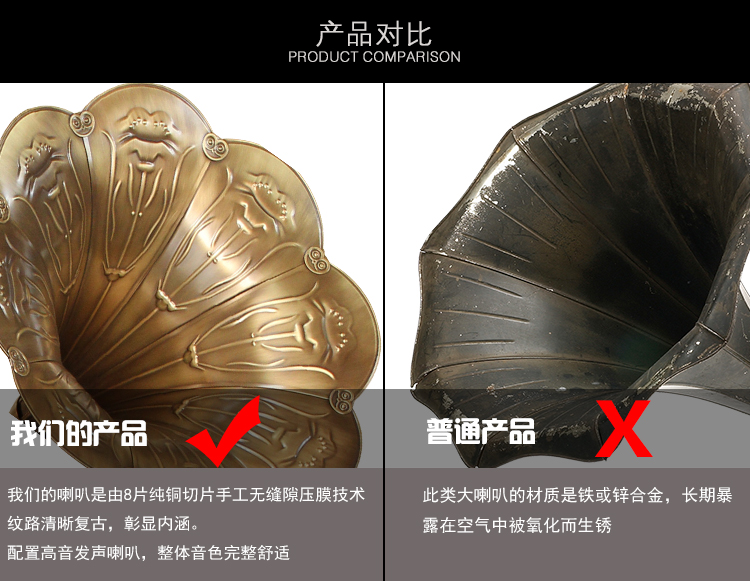 产品对比
PRODUCT COMPARISON
我们的产品
我们的喇叭是由8片纯铜切片手工无缝隙压膜技术
纹路清晰复古，彰显内涵。
配置高音发声喇叭，整体音色完整舒适
普通产品
此类大喇叭的材质是铁或锌合金，长期暴
露在空气中被氧化而生锈